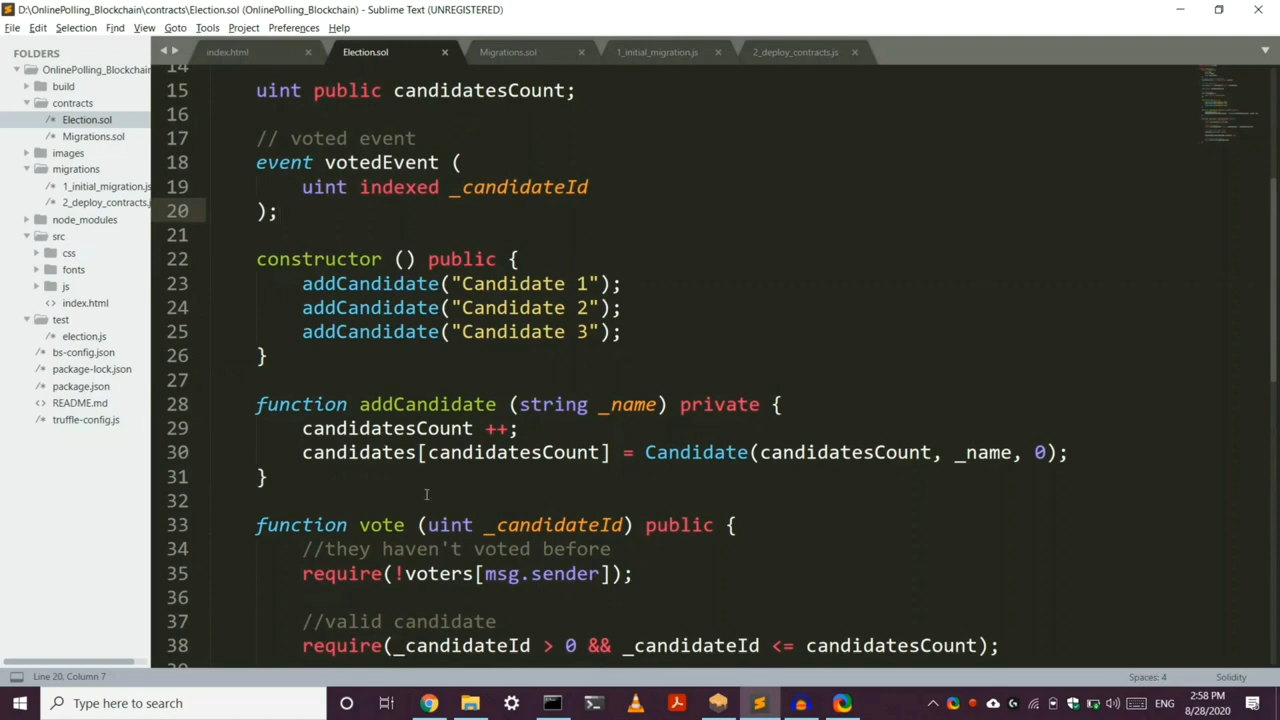 D:\OnlinePolling_Blockchain\contracts\Election.sol (OnlinePolling_Blockchain) - Sublime Text (UNREGISTERED)
File Edit Selection Find View Goto Tools Project Preferences Help
FOLDERS
OnlinePolling_Blockchain
build
contracts
Election.sol
Migrations.sol
images
migrations
1_initial_migration.js
2_deploy_contracts.j
node_modules
src
css
fonts
js
index.html
test
election.js
bs-config.json
package-lock.json
package.json
README.md
truffle-config.js
index.html Election.sol Migrations.sol 1_initial_migration.js 2_deploy_contracts.js
14
15 uint public candidatesCount;
16
17 // voted event
18 event votedEvent (
19 uint indexed _candidateId
20 );
21
22 constructor () public {
23 addCandidate("Candidate 1");
24 addCandidate("Candidate 2");
25 addCandidate("Candidate 3");
26 }
27
28 function addCandidate (string _name) private {
29 candidatesCount ++;
30 candidates[candidatesCount] = Candidate(candidatesCount, _name, 0);
31 }
32
33 function vote (uint _candidateId) public {
34 //they haven't voted before
35 require(!voters[msg.sender]);
36
37 //valid candidate
38 require(_candidateId > 0 && _candidateId <= candidatesCount);
Line 20, Column 7
Spaces: 4
Solidity
Type here to search
ENG
2:58 PM
8/28/2020